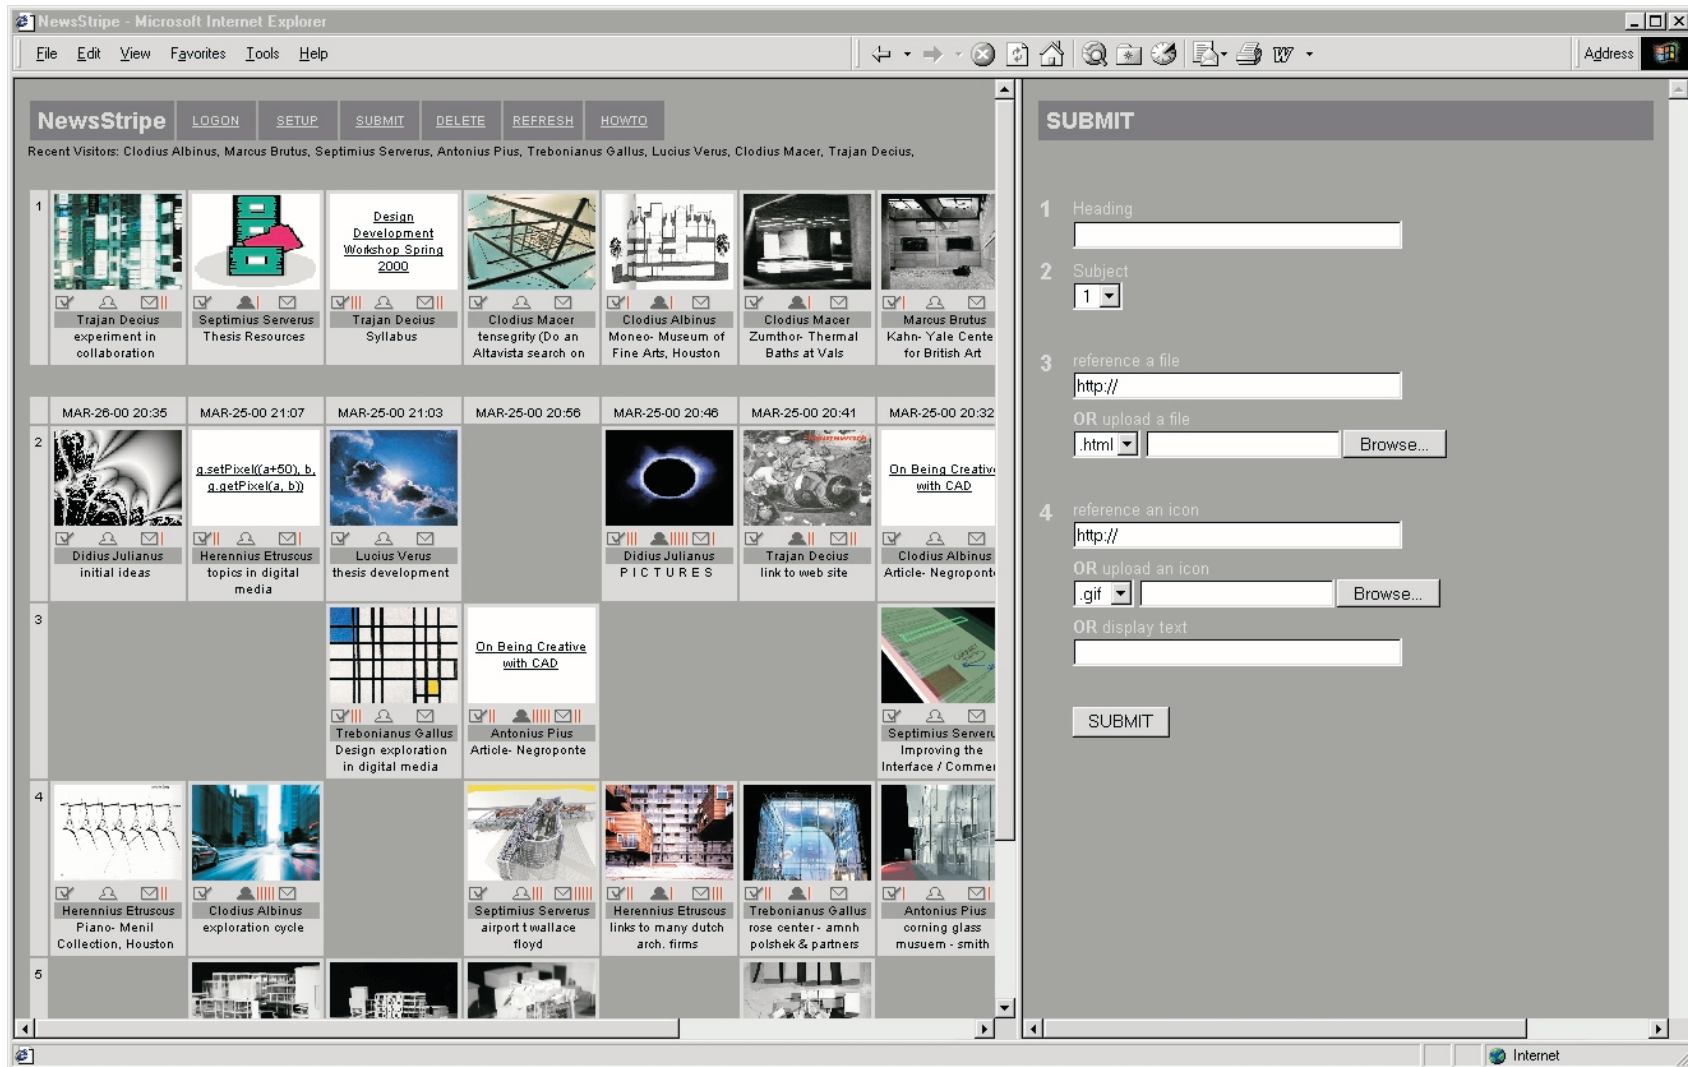 NewsStripe - Microsoft Internet Explorer
File Edit View Favorites Tools Help
Address
NewsStripe LOGON SETUP SUBMIT DELETE REFRESH HOWTO
Recent Visitors: Clodius Albinus, Marcus Brutus, Septimius Serverus, Antonius Pius, Trebonianus Gallus, Lucius Verus, Clodius Macer, Trajan Decius,
1
Design
Development
Workshop Spring
2000
Trajan Decius
experiment in
collaboration
Septimius Serverus
Thesis Resources
Trajan Decius
Syllabus
Clodius Macer
tensegrity (Do an
Altavista search on
Clodius Albinus
Moneo- Museum of
Fine Arts, Houston
Clodius Macer
Zumthor- Thermal
Baths at Vals
Marcus Brutus
Kahn- Yale Cente
for British Art
MAR-26-00 20:35 MAR-25-00 21:07 MAR-25-00 21:03 MAR-25-00 20:56 MAR-25-00 20:46 MAR-25-00 20:41 MAR-25-00 20:32
2
g.setPixel((a+50), b,
g.getPixel(a, b))
On Being Creative
with CAD
Didius Julianus
initial ideas
Herennius Etruscus
topics in digital
media
Lucius Verus
thesis development
Didius Julianus
P I C T U R E S
Trajan Decius
link to web site
Clodius Albinus
Article- Negroponte
3
On Being Creative
with CAD
Trebonianus Gallus
Design exploration
in digital media
Antonius Pius
Article- Negroponte
Septimius Serveru
Improving the
Interface / Commer
4
Herennius Etruscus
Piano- Menil
Collection, Houston
Clodius Albinus
exploration cycle
Septimius Serverus
airport t wallace
floyd
Herennius Etruscus
links to many dutch
arch. firms
Trebonianus Gallus
rose center - amnh
polshek & partners
Antonius Pius
corning glass
musuem - smith
5
SUBMIT
1 Heading
2 Subject
1
3 reference a file
http://
OR upload a file
.html Browse...
4 reference an icon
http://
OR upload an icon
.gif Browse...
OR display text
SUBMIT
Internet